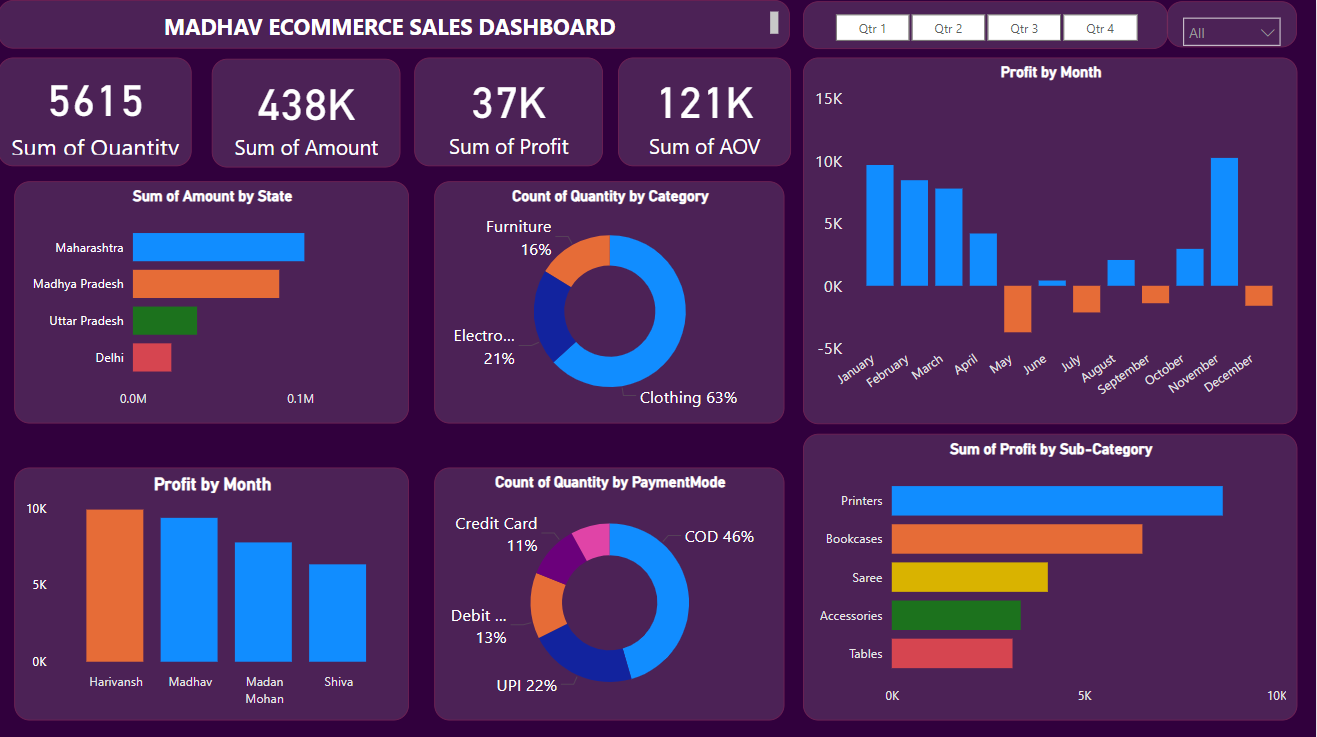 MADHAV ECOMMERCE SALES DASHBOARD
Qtr 1
Qtr 2
Qtr 3
Qtr 4
All
5615
Sum of Quantity
438K
Sum of Amount
37K
Sum of Profit
121K
Sum of AOV
Sum of Amount by State
Maharashtra
Madhya Pradesh
Uttar Pradesh
Delhi
0.0M
0.1M
Count of Quantity by Category
Furniture
16%
Electro...
21%
Clothing 63%
Profit by Month
15K
10K
5K
0K
-5K
January
February
March
April
May
June
July
August
September
October
November
December
Profit by Month
10K
5K
0K
Harivansh
Madhav
Madan
Mohan
Shiva
Count of Quantity by PaymentMode
Credit Card
11%
COD 46%
Debit ...
13%
UPI 22%
Sum of Profit by Sub-Category
Printers
Bookcases
Saree
Accessories
Tables
0K
5K
10K